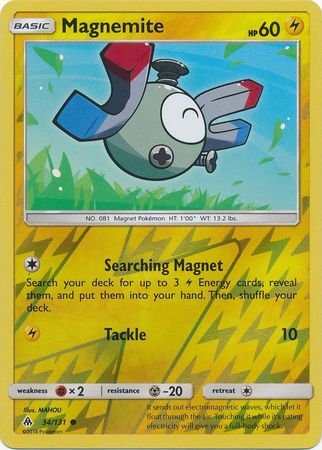 BASIC Magnemite HP60
NO. 081 Magnet Pokémon HT: 1'00" WT: 13.2 lbs.
Searching Magnet
Search your deck for up to 3 Energy cards, reveal
them, and put them into your hand. Then, shuffle your
deck.
Tackle 10
weakness × 2 resistance -20 retreat
Illus. MAHOU
34/131
©2018 Pokémon
It sends out electromagnetic waves, which let it
float through the air. Touching it while it's eating
electricity will give you a full-body shock.